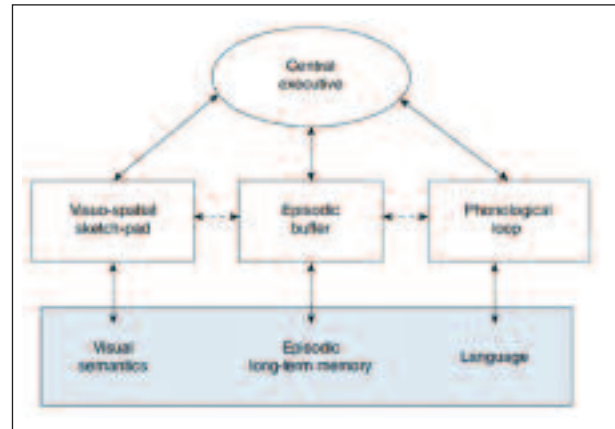 Central
executive
Visuo-spatial
sketch-pad
Episodic
buffer
Phonological
loop
Visual
semantics
Episodic
long-term memory
Language